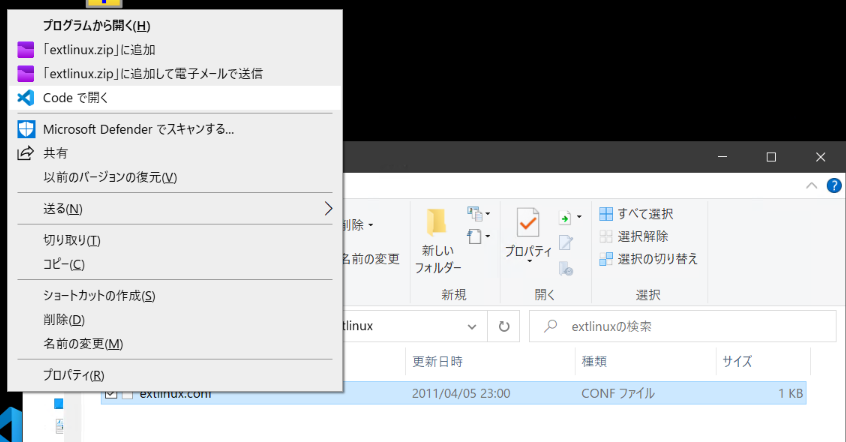 プログラムから開く(H)
「extlinux.zip」に追加
「extlinux.zip」に追加して電子メールで送信
Code で開く
Microsoft Defender でスキャンする...
共有
以前のバージョンの復元(V)
送る(N)
切り取り(T)
コピー(C)
ショートカットの作成(S)
削除(D)
名前の変更(M)
プロパティ(R)
削除
名前の変更
新しい
フォルダー
新規
プロパティ
開く
すべて選択
選択解除
選択の切り替え
選択
tlinux
extlinuxの検索
更新日時
種類
サイズ
extlinux.conf
2011/04/05 23:00
CONF ファイル
1 KB